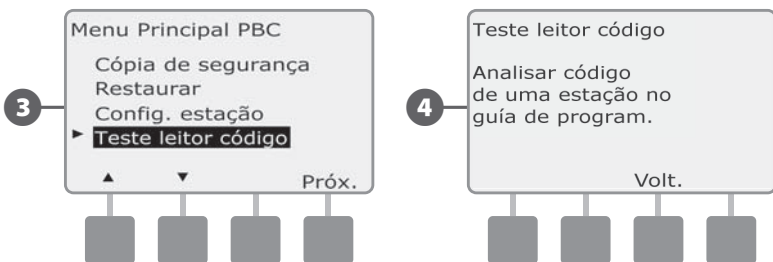 3
Menu Principal PBC
Cópia de segurança
Restaurar
Config. estação
► Teste leitor código
▲ ▼ Próx.
4
Teste leitor código
Analisar código
de uma estação no
guía de program.
Volt.